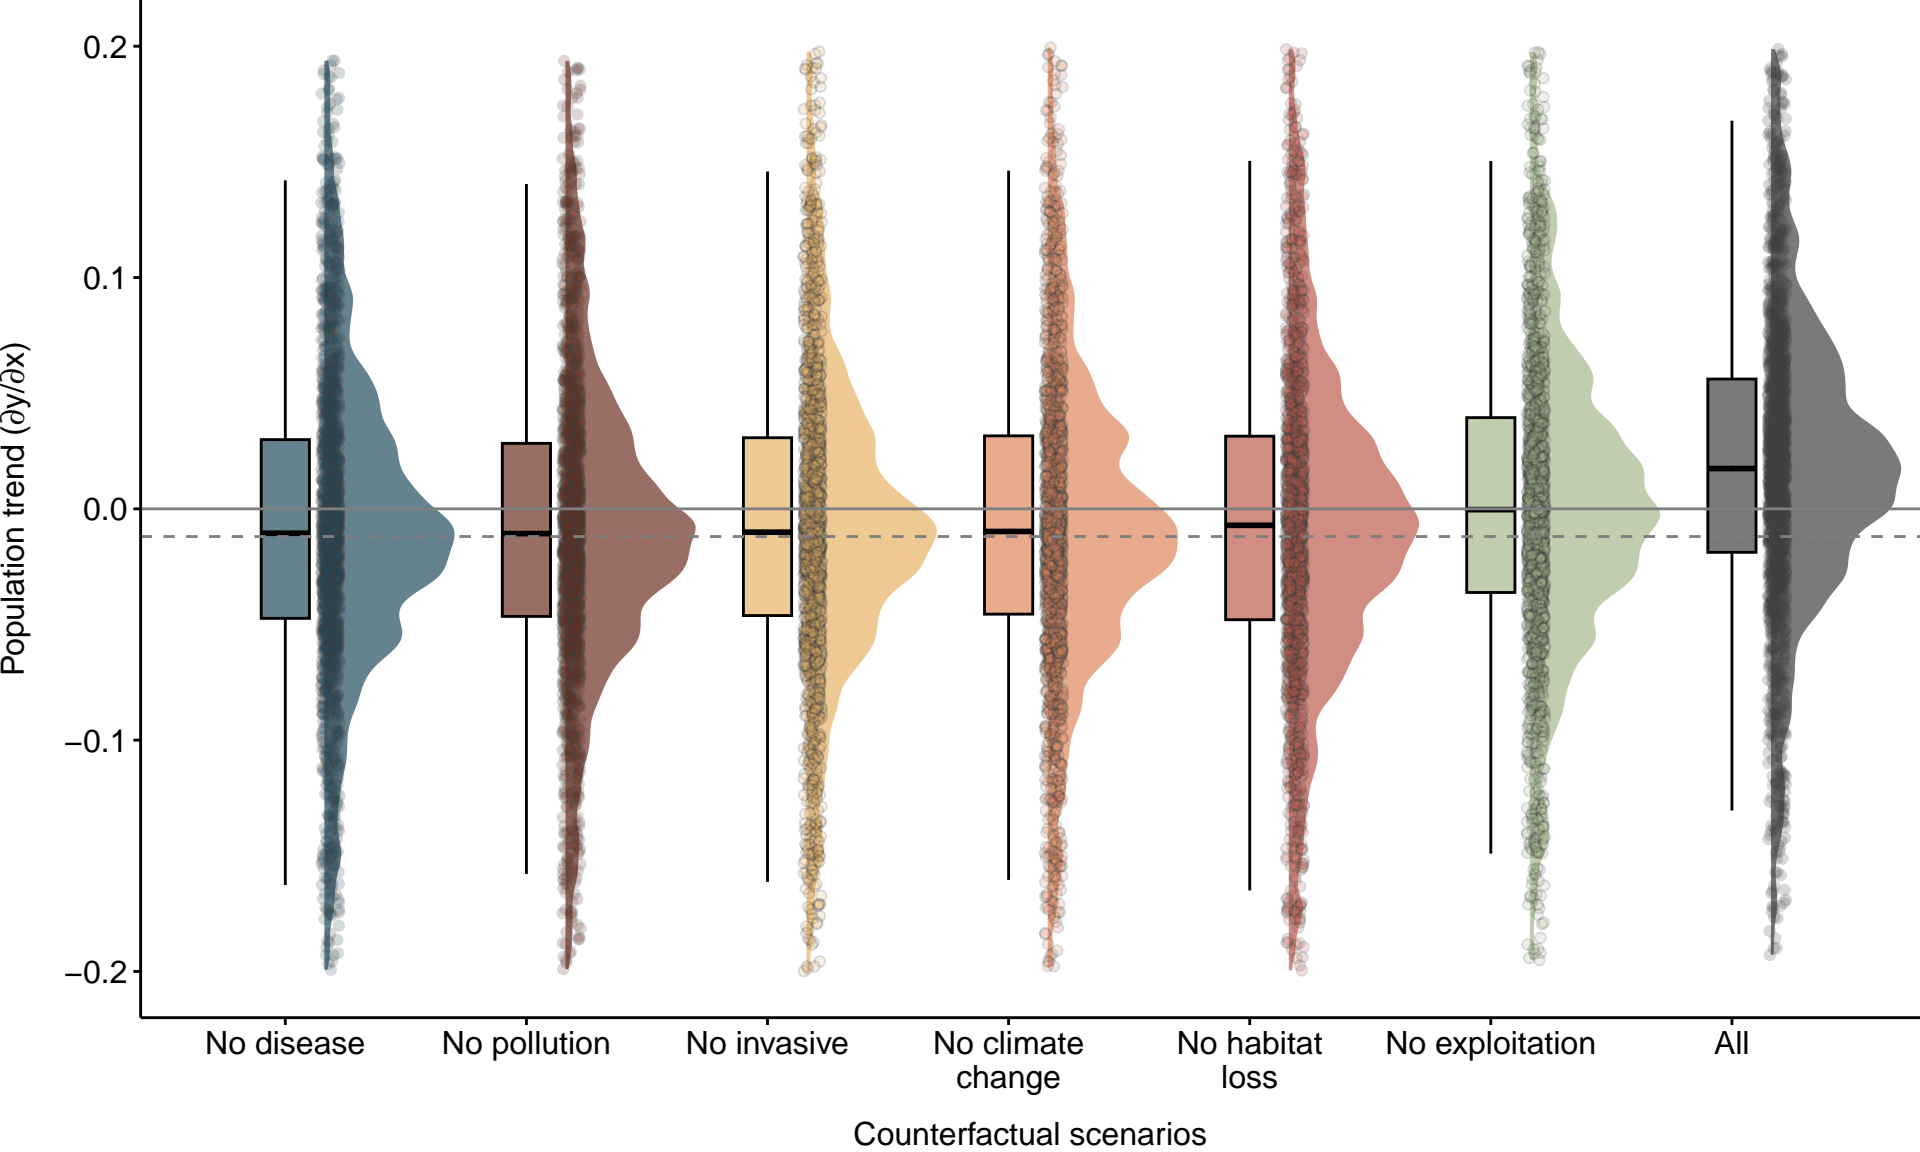 Population trend (∂y/∂x)
0.2
0.1
0.0
−0.1
−0.2
No disease
No pollution
No invasive
No climate
change
No habitat
loss
No exploitation
All
Counterfactual scenarios